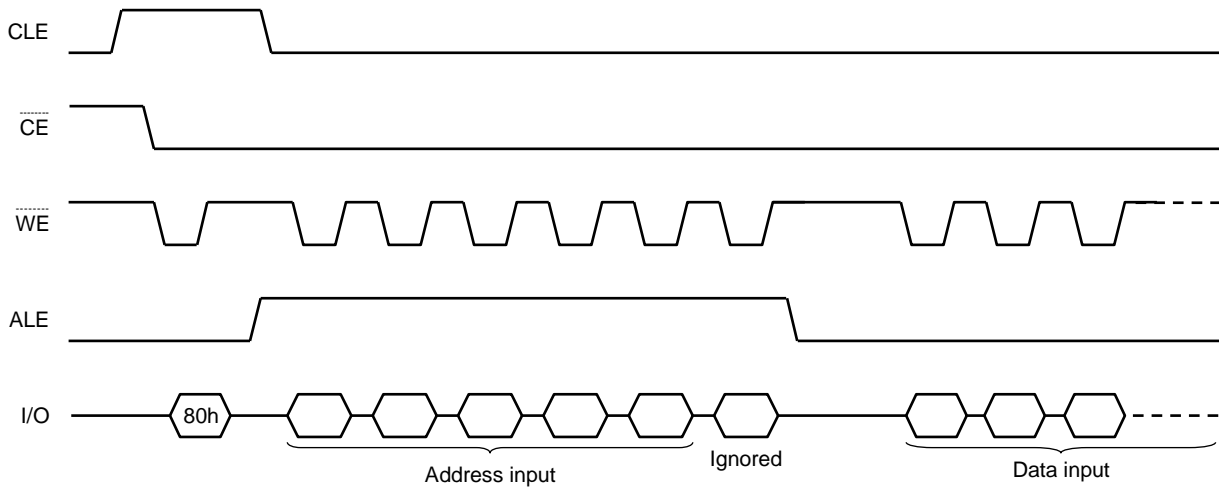 CLE
CE
WE
ALE
I/O
80h
Address input
Ignored
Data input